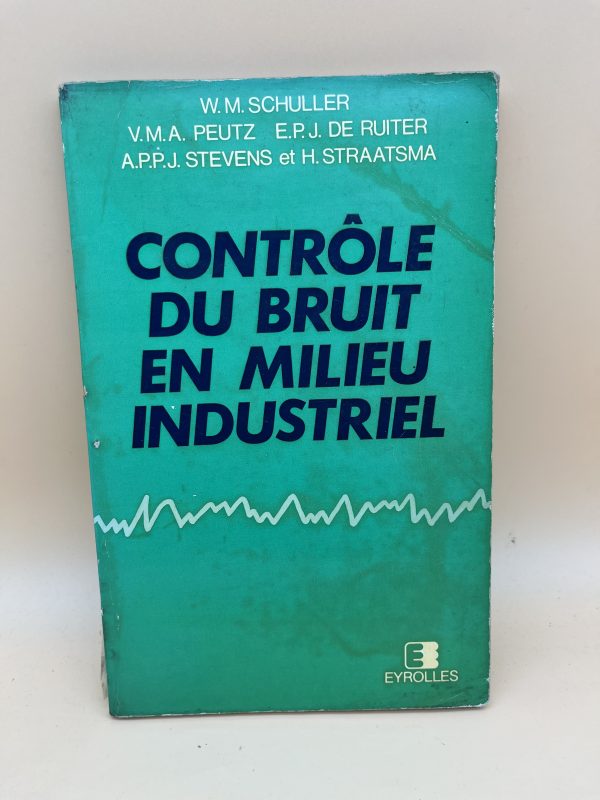 W.M. SCHULLER
V.M.A. PEUTZ E.P.J. DE RUITER
A.P.P.J. STEVENS et H. STRAATSMA
CONTRÔLE
DU BRUIT
EN MILIEU
INDUSTRIEL
EYROLLES